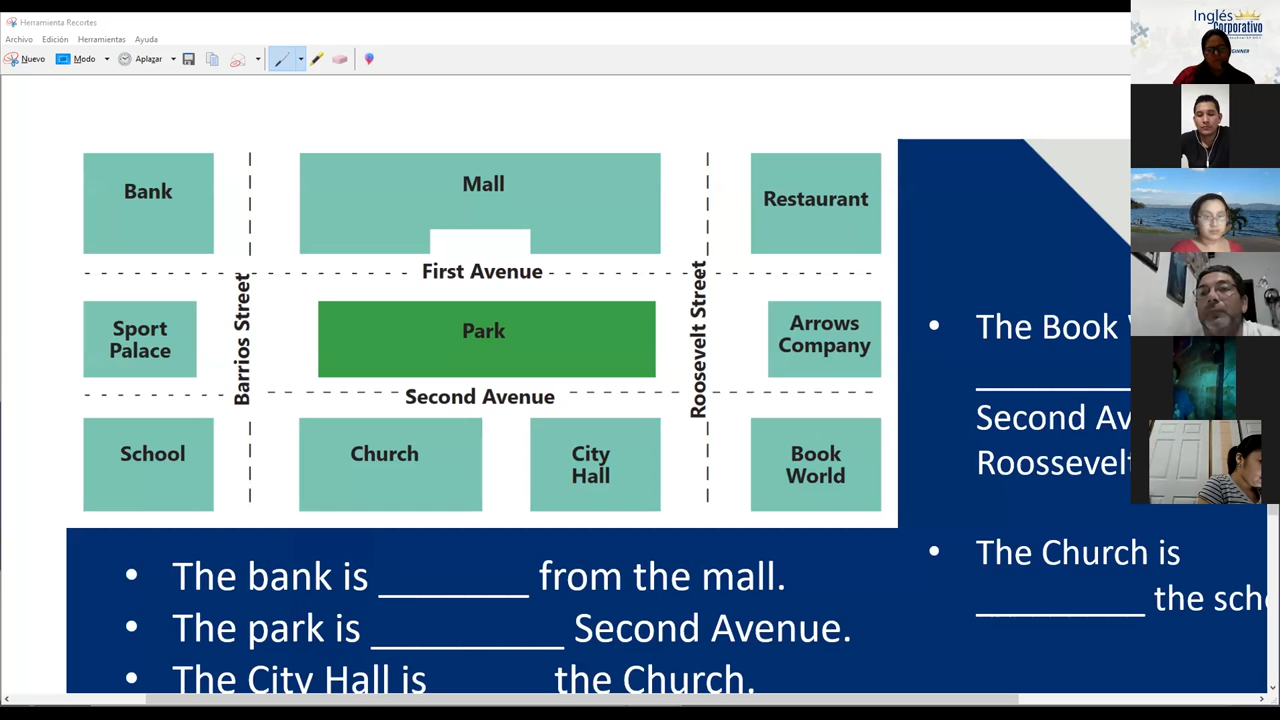 Herramienta Recortes
Archivo Edición Herramientas Ayuda
Nuevo Modo Aplazar
Inglés
Corporativo
Bank
Mall
Restaurant
First Avenue
Sport
Palace
Barrios Street
Park
Roosevelt Street
Arrows
Company
Second Avenue
School
Church
City
Hall
Book
World
• The bank is _______ from the mall.
• The park is _________ Second Avenue.
• The City Hall is the Church.
• The Book
________
Second Av
Roossevelt
• The Church is
________ the sch